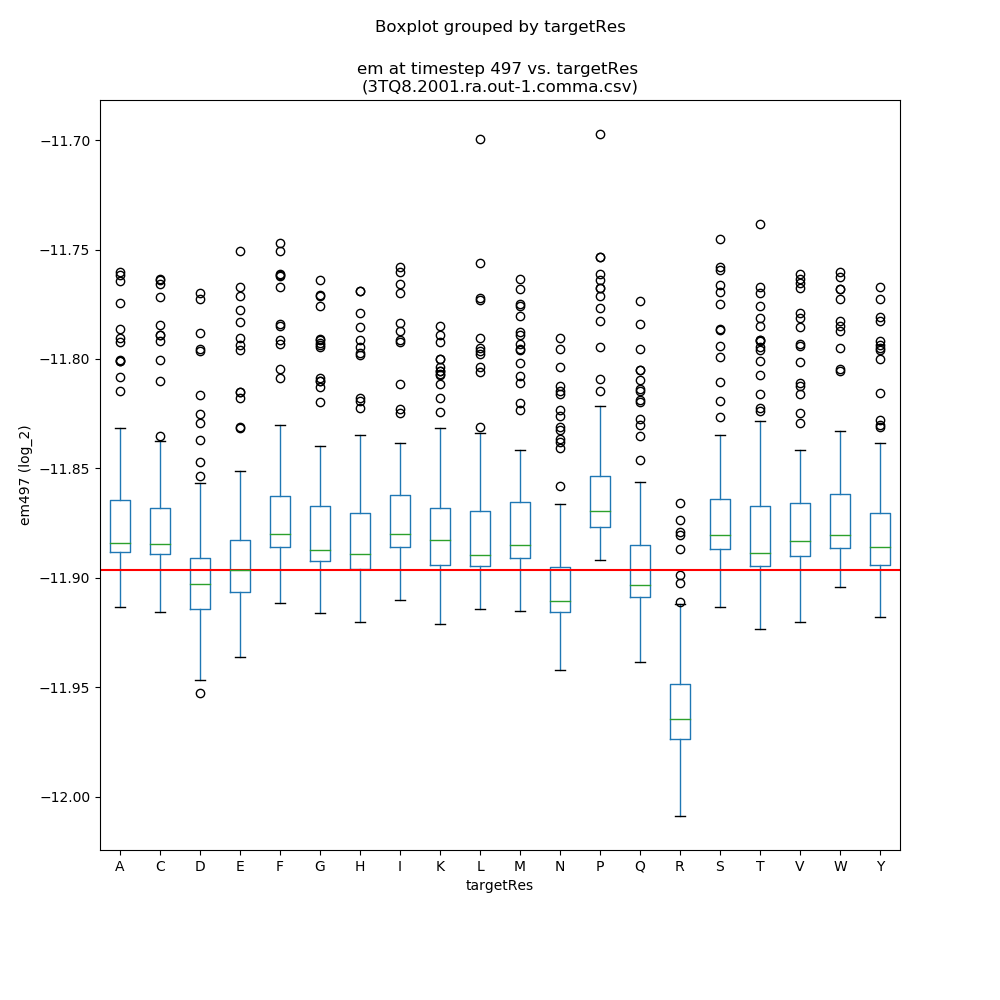 Boxplot grouped by targetRes
em at timestep 497 vs. targetRes
(3TQ8.2001.ra.out-1.comma.csv)
−11.70
−11.75
−11.80
−11.85
−11.90
−11.95
−12.00
em497 (log_2)
A C D E F G H I K L M N P Q R S T V W Y
targetRes